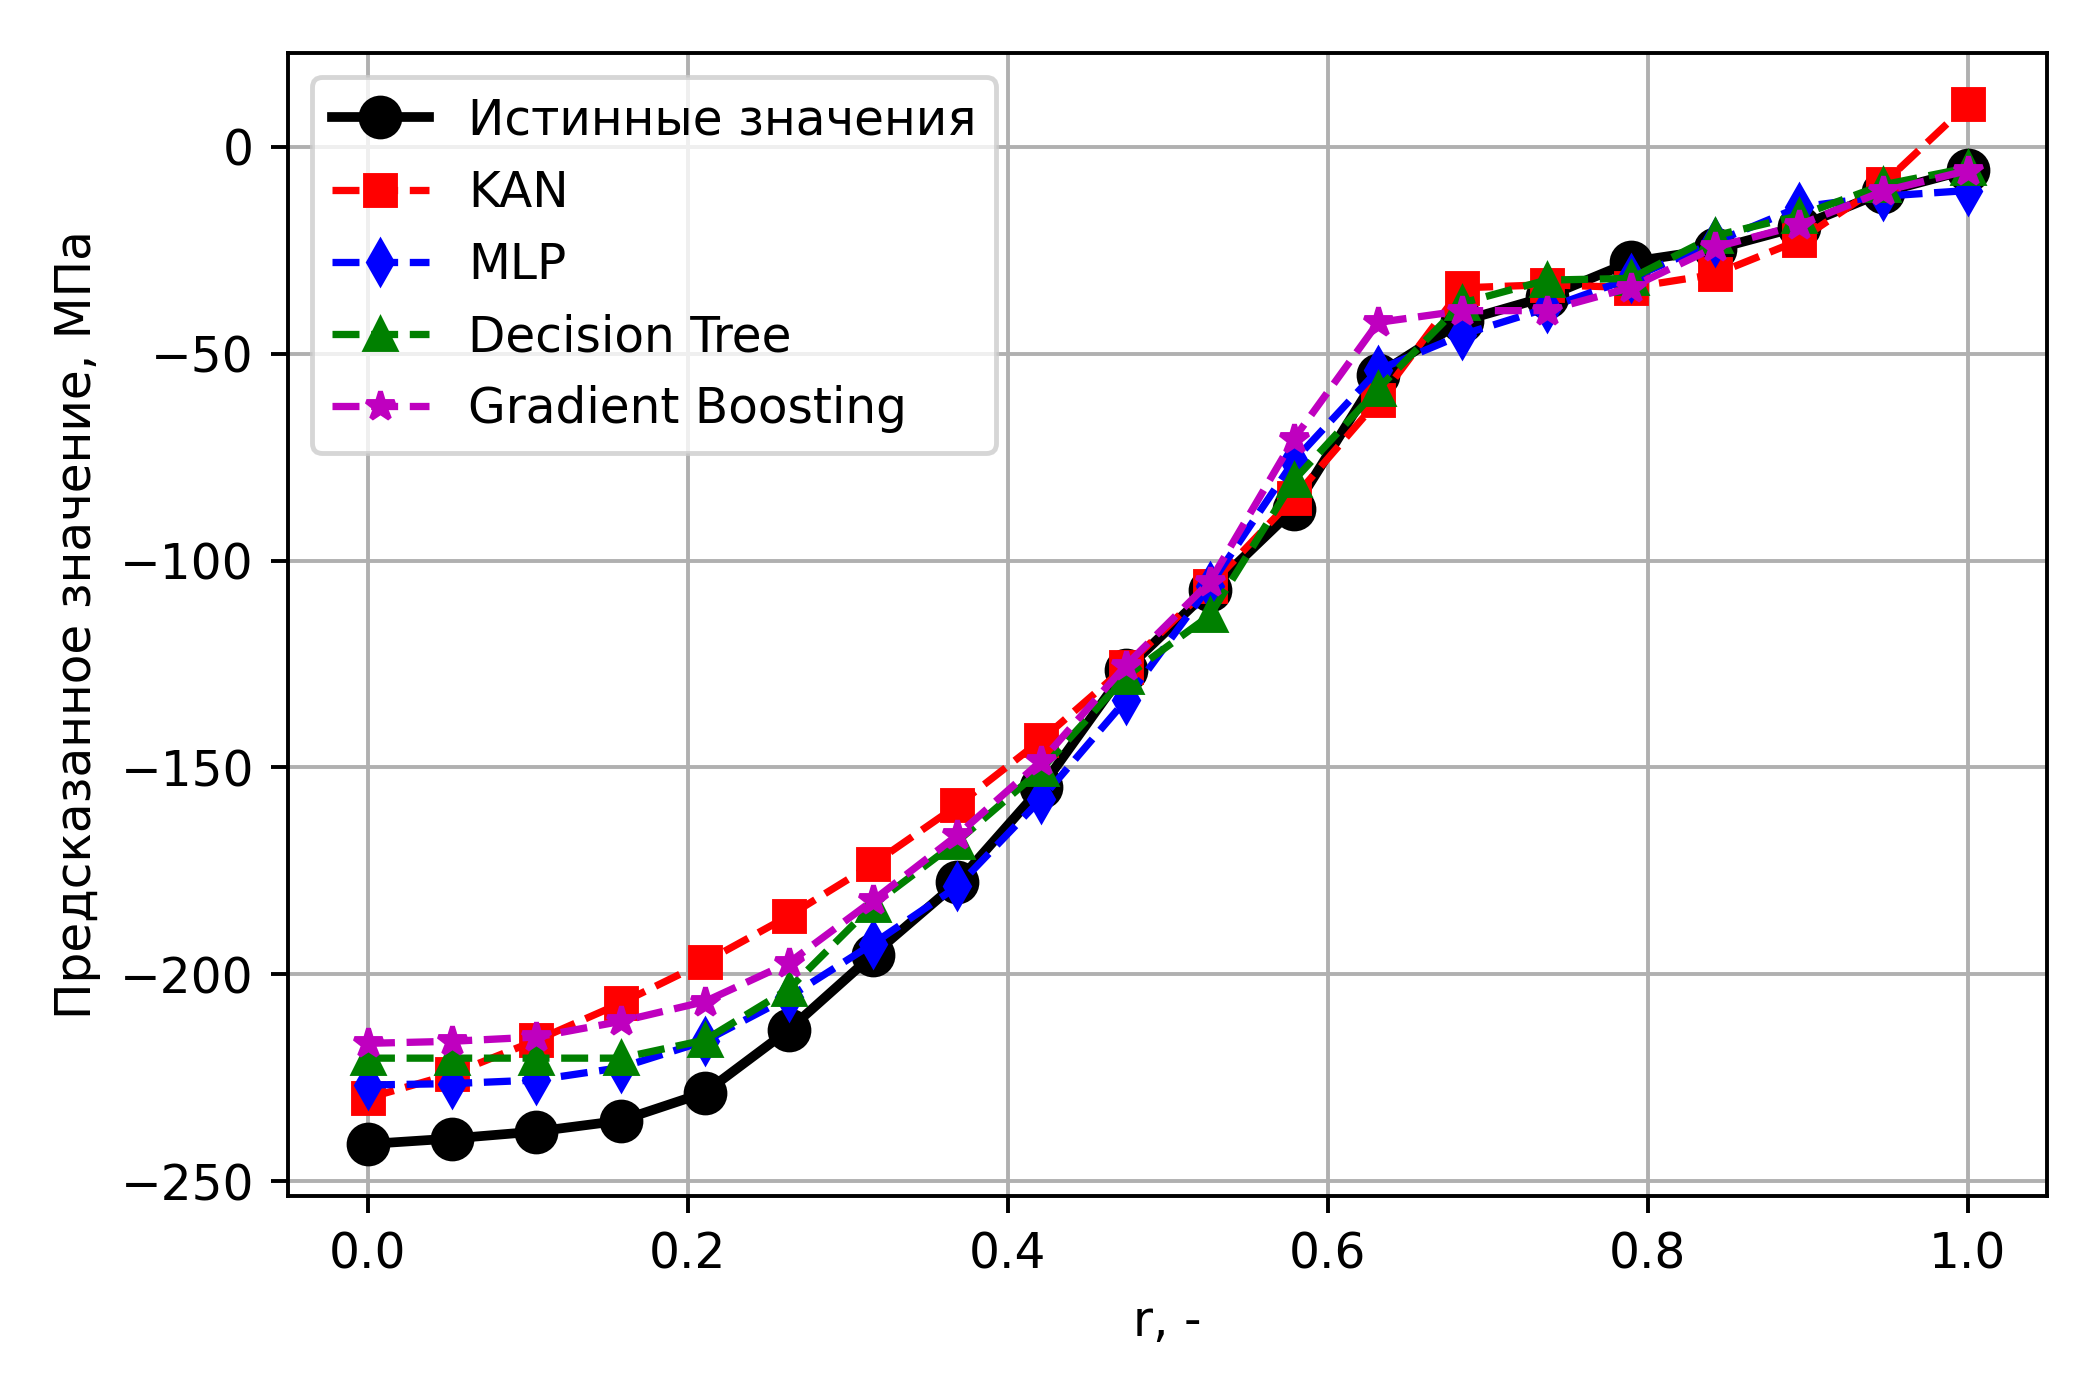 Истинные значения
KAN
MLP
Decision Tree
Gradient Boosting
Предсказанное значение, МПа
0
−50
−100
−150
−200
−250
0.0 0.2 0.4 0.6 0.8 1.0
r, -